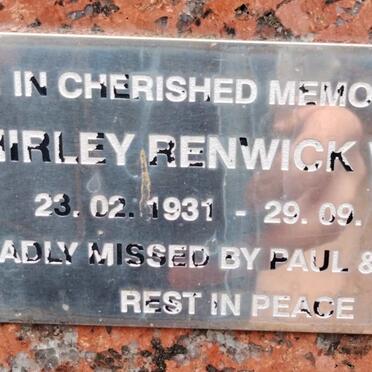 IN CHERISHED MEMO
IRLEY RENWICK
23.02.1931 - 29.09.
ADLY MISSED BY PAUL &
REST IN PEACE